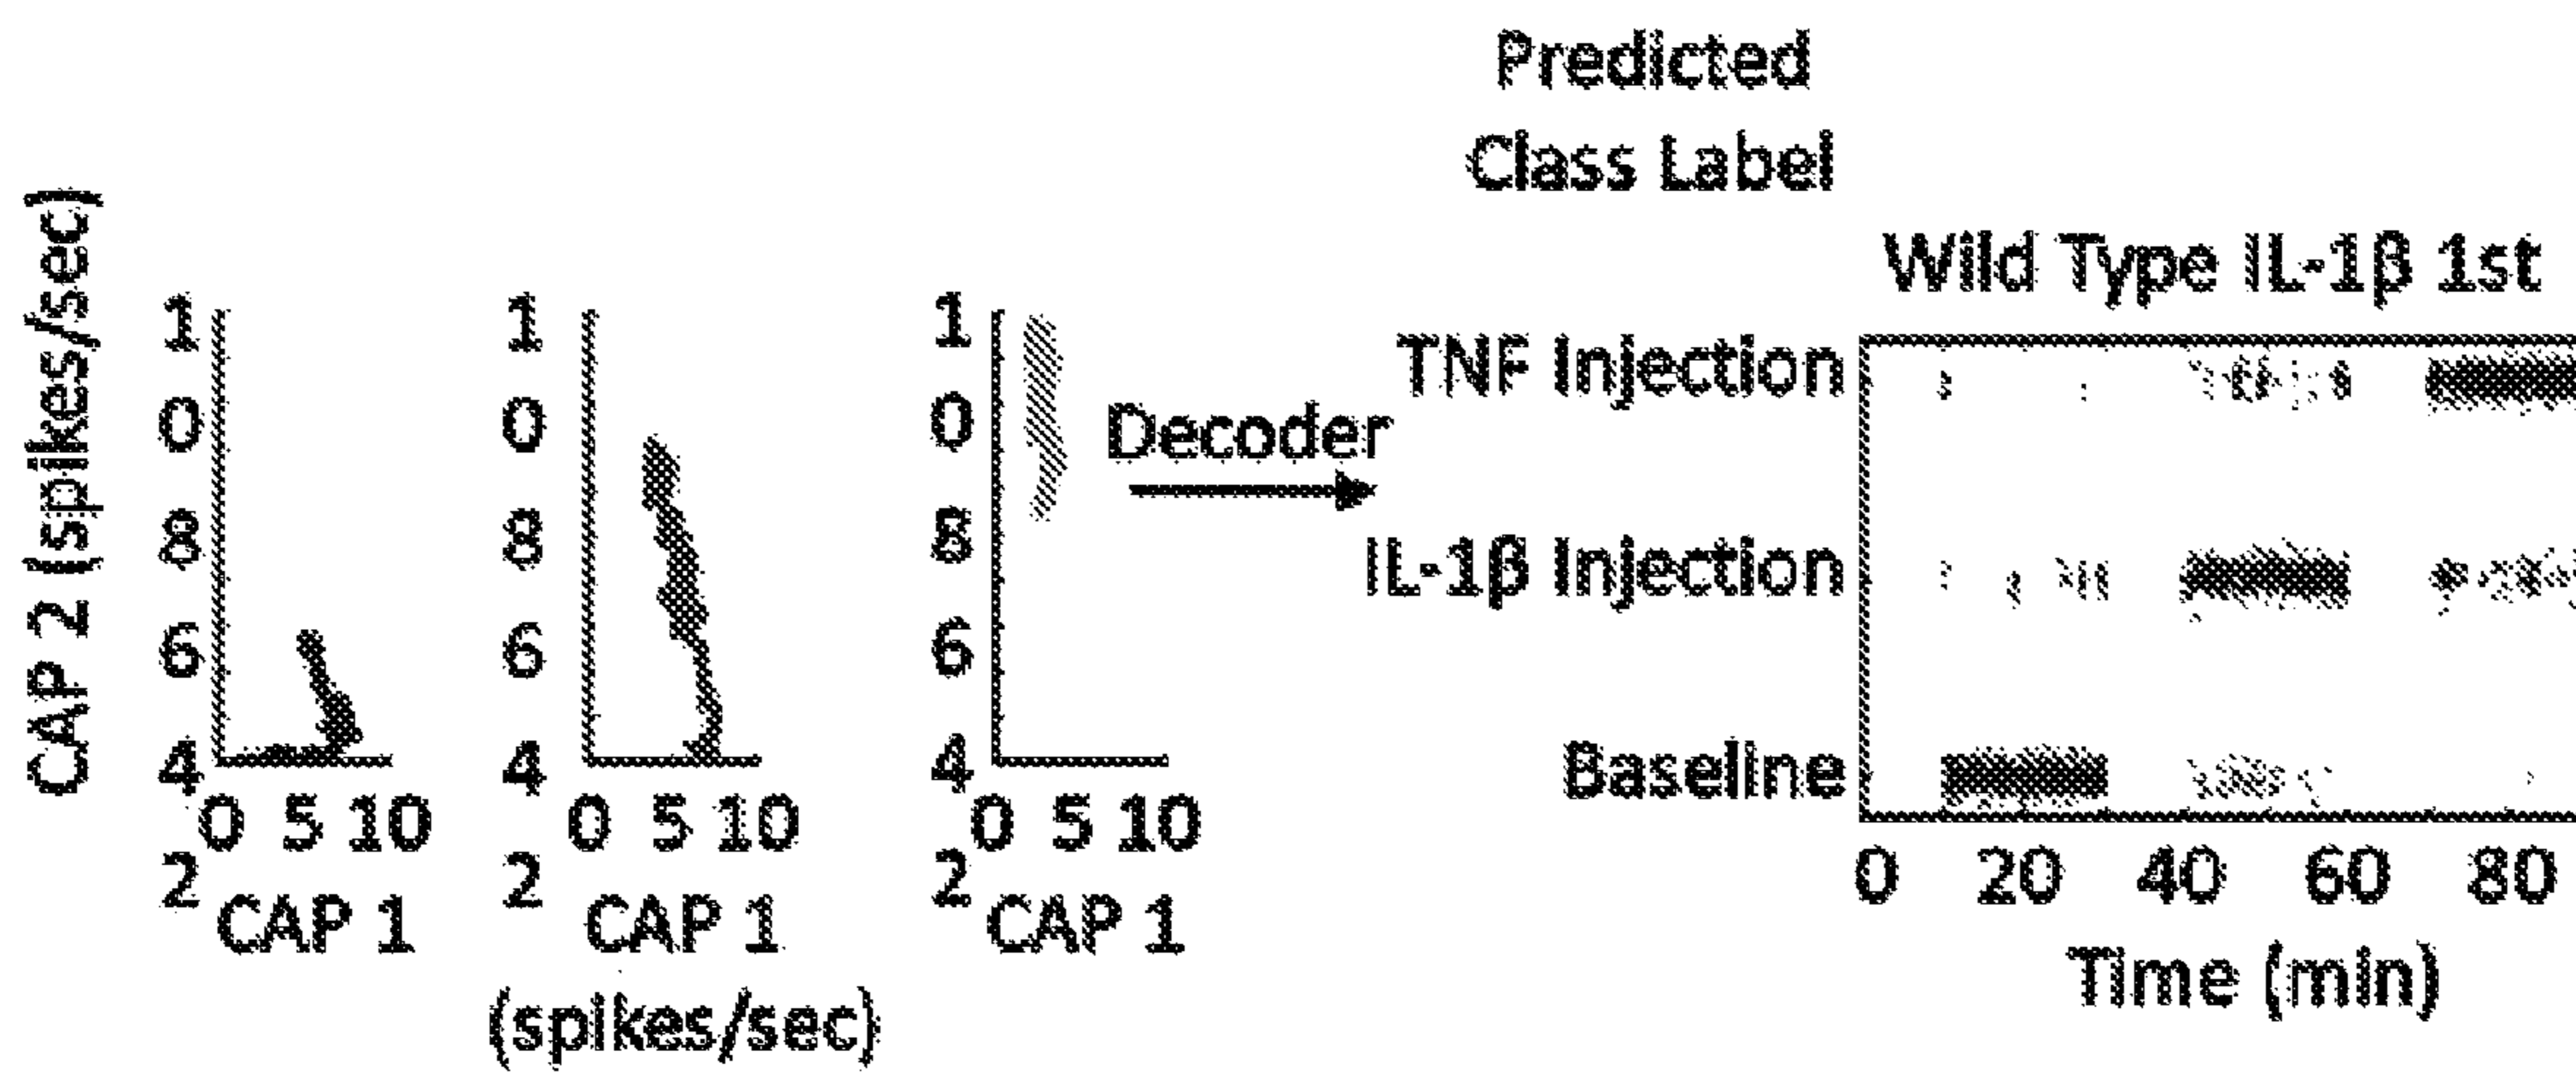 Predicted
Class Label
Wild Type IL-1β 1st
CAP 2 (spikes/sec)
1
0
8
6
4
2
0 5 10
CAP 1
1
0
8
6
4
2
0 5 10
CAP 1
(spikes/sec)
1
0
8
6
4
2
0 5 10
CAP 1
Decoder
TNF Injection
IL-1β Injection
Baseline
0 20 40 60 80
Time (min)